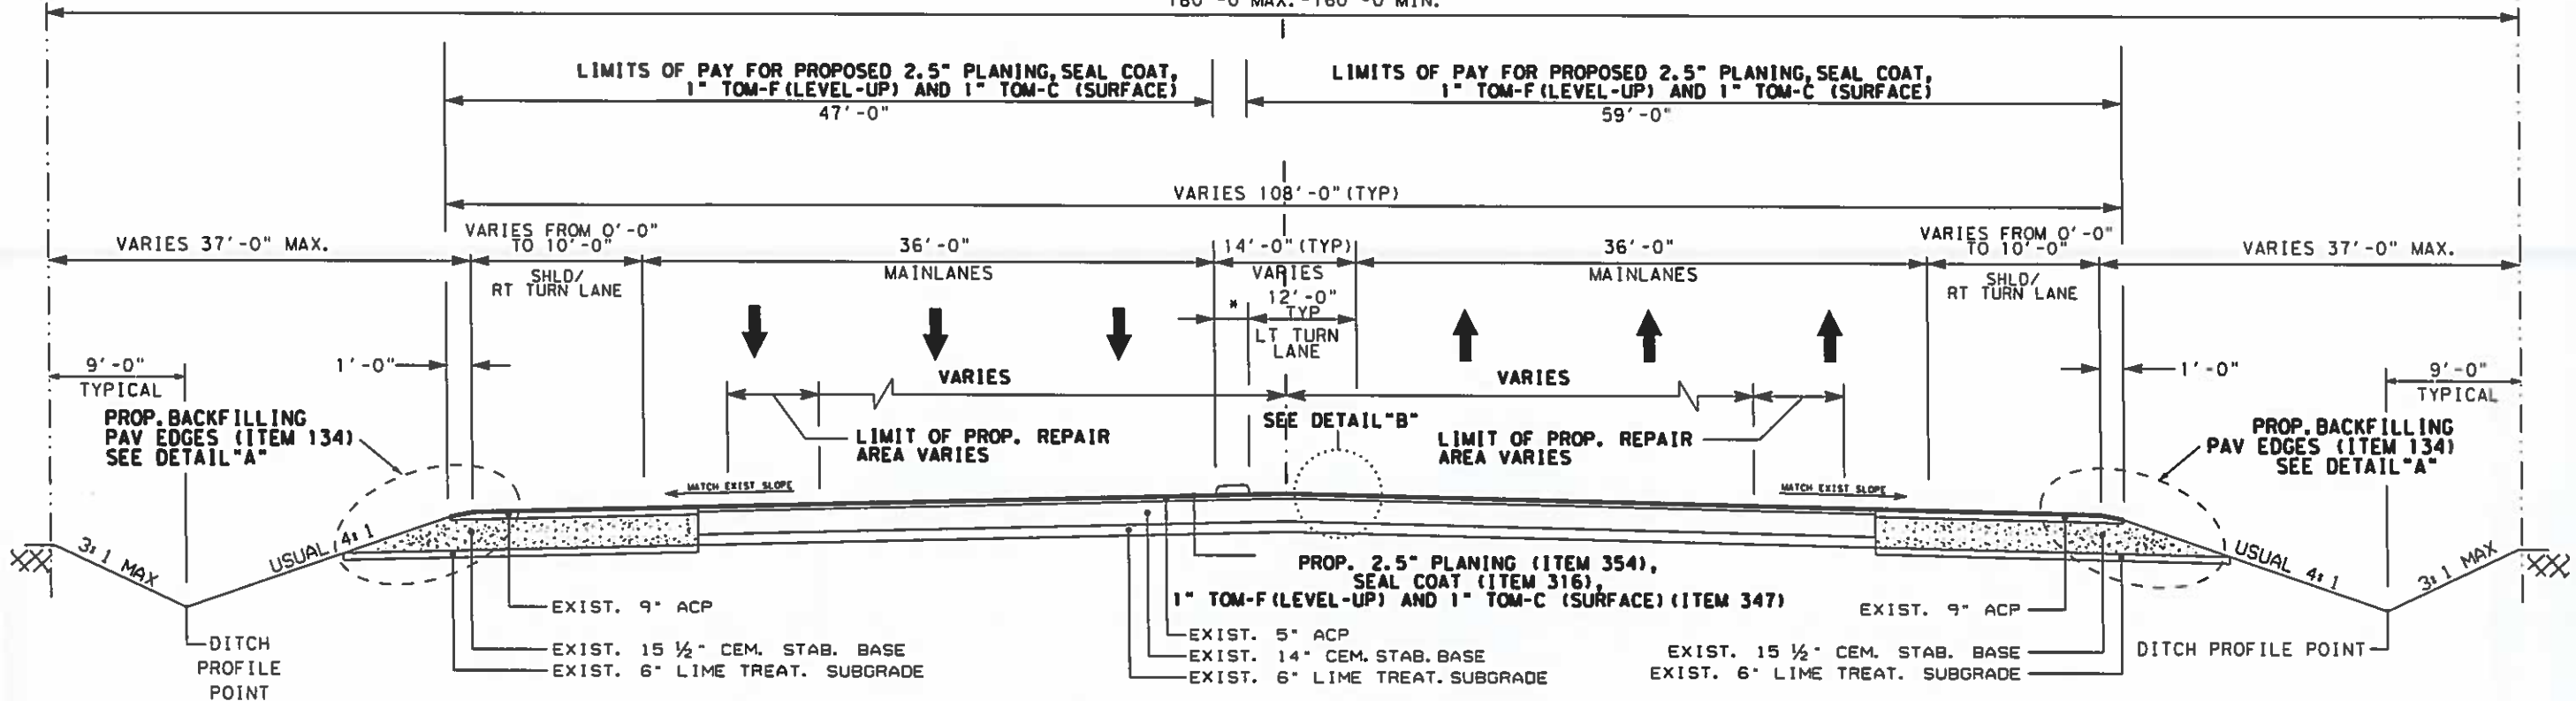 180'-0" MAX. -160'-0" MIN.
LIMITS OF PAY FOR PROPOSED 2.5" PLANING, SEAL COAT,
1" TOM-F (LEVEL-UP) AND 1" TOM-C (SURFACE)
47'-0"
LIMITS OF PAY FOR PROPOSED 2.5" PLANING, SEAL COAT,
1" TOM-F (LEVEL-UP) AND 1" TOM-C (SURFACE)
59'-0"
VARIES 108'-0" (TYP)
VARIES 37'-0" MAX.
VARIES FROM 0'-0"
TO 10'-0"
SHLD/
RT TURN LANE
36'-0"
MAINLANES
14'-0" (TYP)
VARIES
*
12'-0"
TYP
LT TURN
LANE
36'-0"
MAINLANES
VARIES FROM 0'-0"
TO 10'-0"
SHLD/
RT TURN LANE
VARIES 37'-0" MAX.
9'-0"
TYPICAL
1'-0"
VARIES
VARIES
1'-0"
9'-0"
TYPICAL
PROP. BACKFILLING
PAV EDGES (ITEM 134)
SEE DETAIL "A"
LIMIT OF PROP. REPAIR
AREA VARIES
SEE DETAIL "B"
LIMIT OF PROP. REPAIR
AREA VARIES
PROP. BACKFILLING
PAV EDGES (ITEM 134)
SEE DETAIL "A"
MATCH EXIST SLOPE
MATCH EXIST SLOPE
3:1 MAX
USUAL 4:1
USUAL 4:1
3:1 MAX
PROP. 2.5" PLANING (ITEM 354),
SEAL COAT (ITEM 316),
1" TOM-F (LEVEL-UP) AND 1" TOM-C (SURFACE) (ITEM 347)
DITCH
PROFILE
POINT
EXIST. 9" ACP
EXIST. 15 ½" CEM. STAB. BASE
EXIST. 6" LIME TREAT. SUBGRADE
EXIST. 5" ACP
EXIST. 14" CEM. STAB. BASE
EXIST. 6" LIME TREAT. SUBGRADE
EXIST. 9" ACP
EXIST. 15 ½" CEM. STAB. BASE
EXIST. 6" LIME TREAT. SUBGRADE
DITCH PROFILE POINT